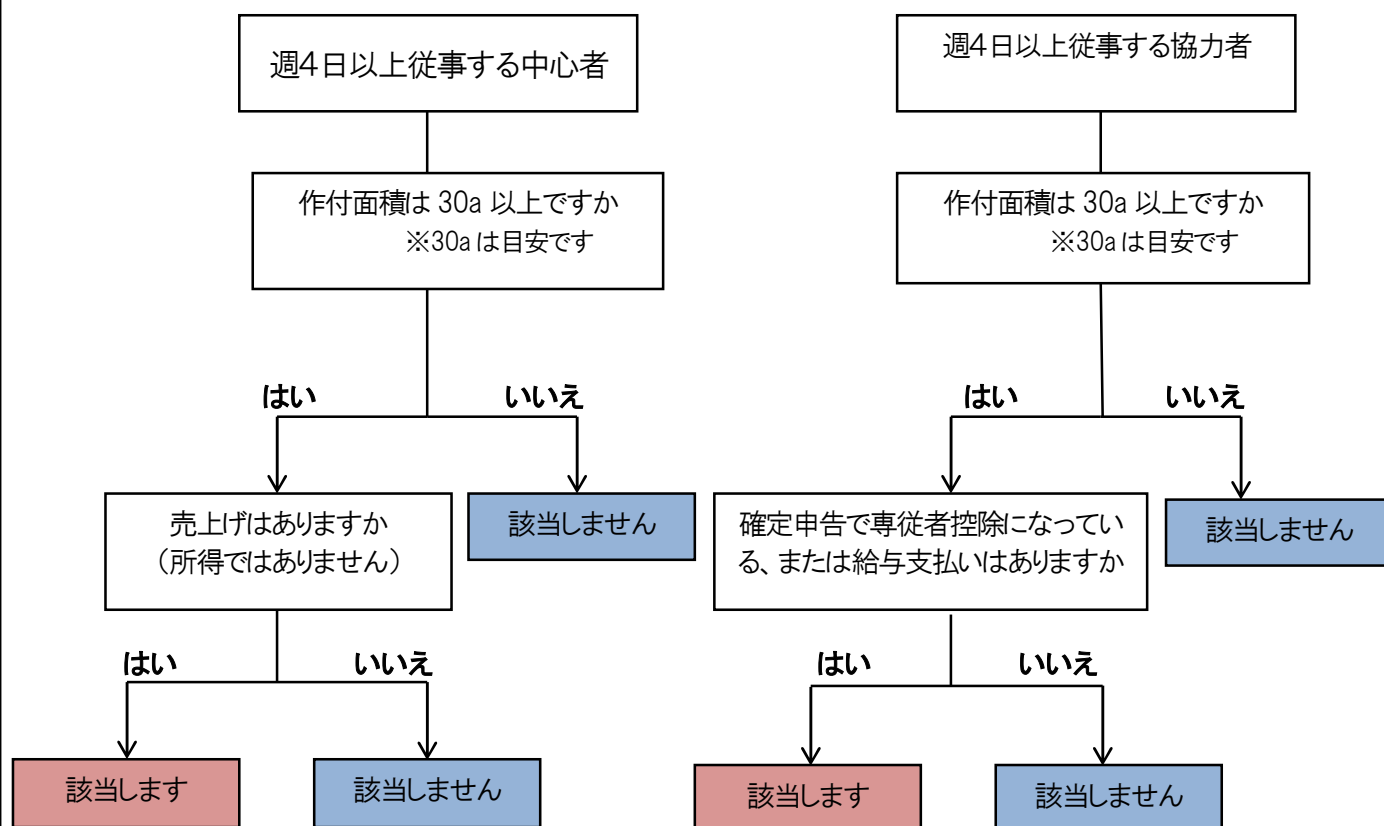 週4日以上従事する中心者
週4日以上従事する協力者
作付面積は 30a 以上ですか
※30a は目安です
作付面積は 30a 以上ですか
※30a は目安です
はい
いいえ
はい
いいえ
売上げはありますか
（所得ではありません）
該当しません
確定申告で専従者控除になってい
る、または給与支払いはありますか
該当しません
はい
いいえ
はい
いいえ
該当します
該当しません
該当します
該当しません